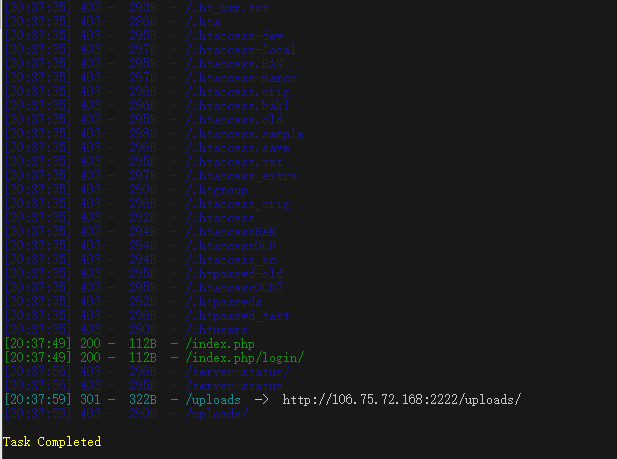 [20:37:35] 403 -  293B  - /.ht_wsr.txt
[20:37:35] 403 -  286B  - /.hta
[20:37:35] 403 -  295B  - /.htaccess-dev
[20:37:35] 403 -  297B  - /.htaccess-local
[20:37:35] 403 -  295B  - /.htaccess.BAK
[20:37:35] 403 -  297B  - /.htaccess-marco
[20:37:35] 403 -  296B  - /.htaccess.orig
[20:37:35] 403 -  296B  - /.htaccess.bak1
[20:37:35] 403 -  295B  - /.htaccess.old
[20:37:35] 403 -  298B  - /.htaccess.sample
[20:37:35] 403 -  296B  - /.htaccess.save
[20:37:35] 403 -  295B  - /.htaccess.txt
[20:37:35] 403 -  297B  - /.htaccess_extra
[20:37:35] 403 -  290B  - /.htgroup
[20:37:35] 403 -  296B  - /.htaccess_orig
[20:37:35] 403 -  292B  - /.htaccess
[20:37:35] 403 -  294B  - /.htaccessBAK
[20:37:35] 403 -  294B  - /.htaccessOLD
[20:37:35] 403 -  294B  - /.htaccess_sc
[20:37:35] 403 -  295B  - /.htpasswd-old
[20:37:35] 403 -  295B  - /.htaccessOLD2
[20:37:35] 403 -  292B  - /.htpasswds
[20:37:35] 403 -  296B  - /.htpasswd_test
[20:37:35] 403 -  290B  - /.htusers
[20:37:49] 200 -  112B  - /index.php
[20:37:49] 200 -  112B  - /index.php/login/
[20:37:56] 403 -  296B  - /server-status/
[20:37:56] 403 -  295B  - /server-status
[20:37:59] 301 -  322B  - /uploads  ->  http://106.75.72.168:2222/uploads/
[20:37:59] 403 -  290B  - /uploads/
Task Completed